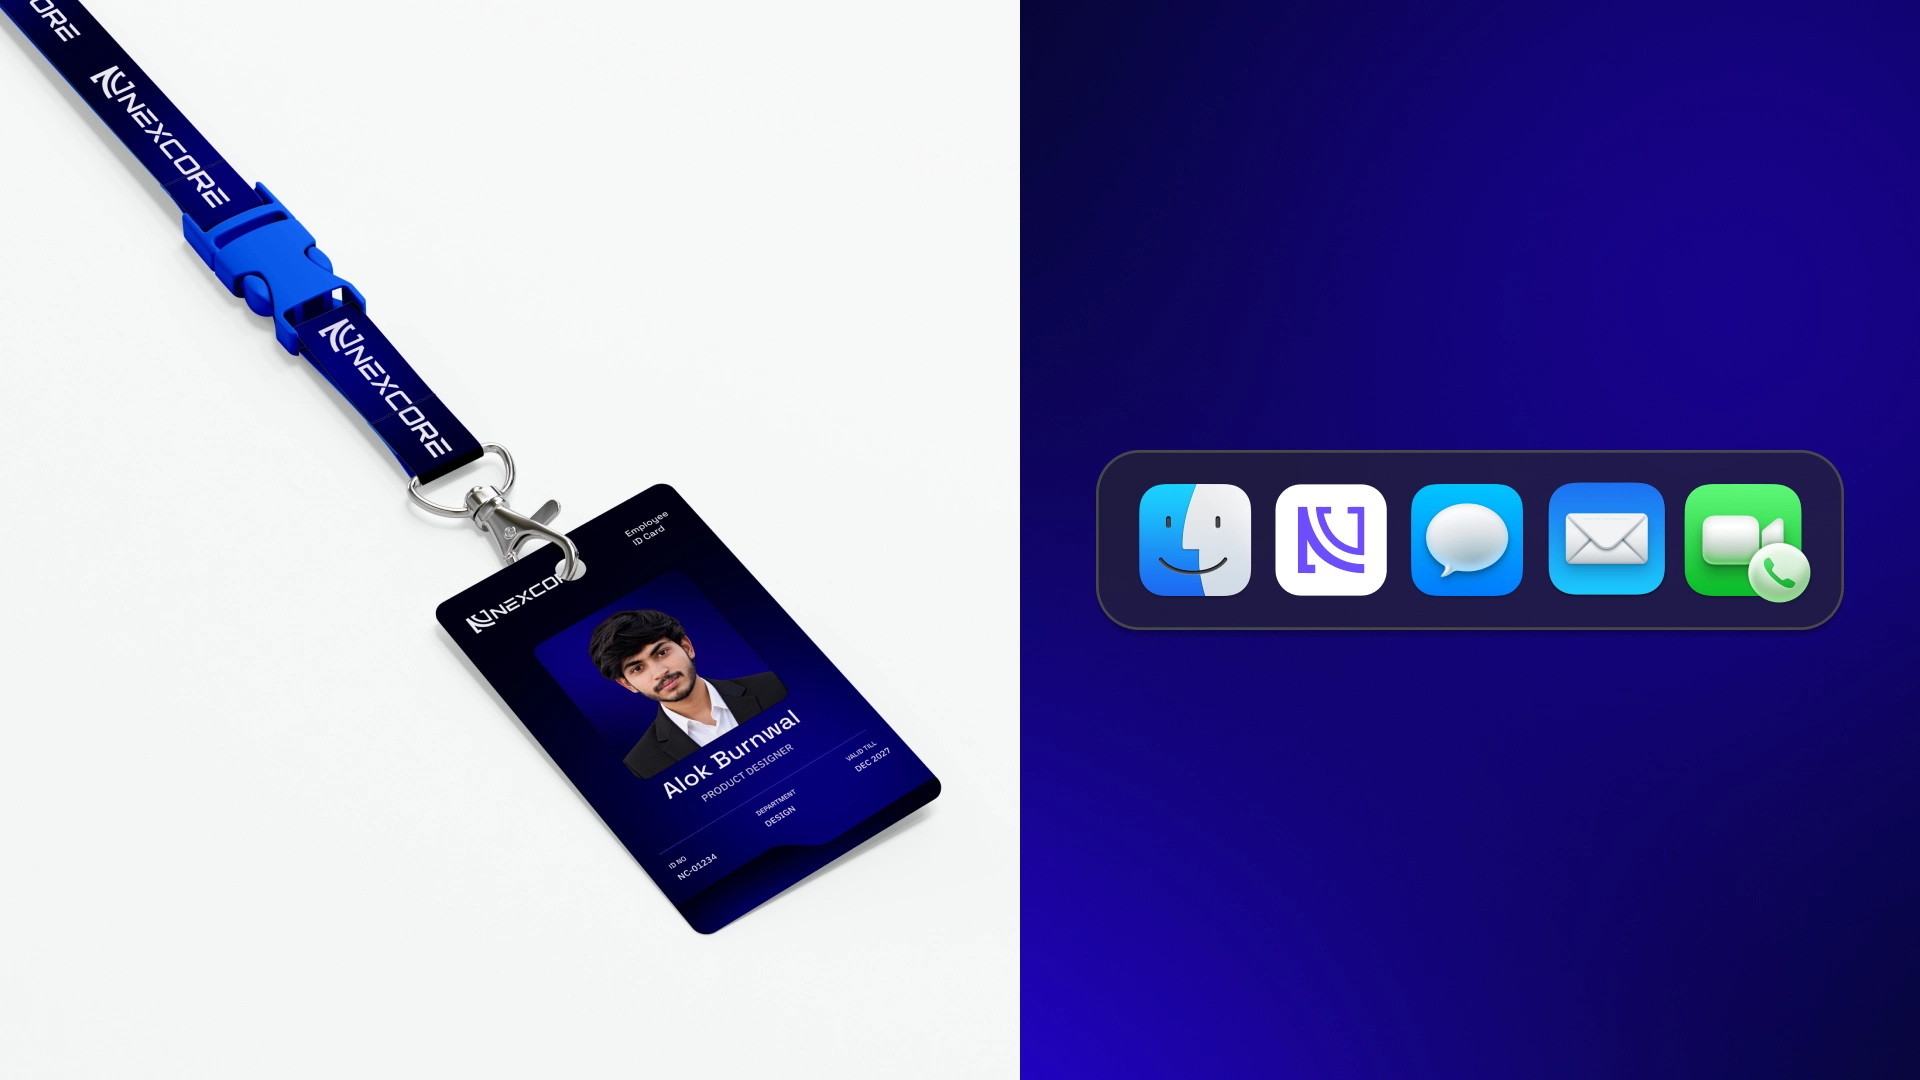 ORE
NEXCORE
NEXCORE
Employee
ID Card
NEXCO
Alok Burnwal
PRODUCT DESIGNER
VALID TILL
DEC 2027
DEPARTMENT
DESIGN
ID NO
NC-01234